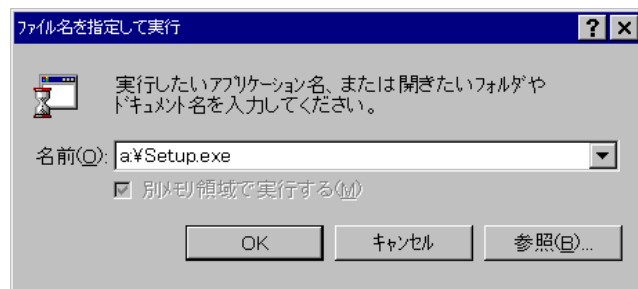 ﾌｧｲﾙ名を指定して実行
実行したいｱﾌﾟﾘｹｰｼｮﾝ名、または開きたいﾌｫﾙﾀﾞや
ﾄﾞｷｭﾒﾝﾄ名を入力してください。
名前(O): a:¥Setup.exe
別ﾒﾓﾘ領域で実行する(M)
OK ｷｬﾝｾﾙ 参照(B)...